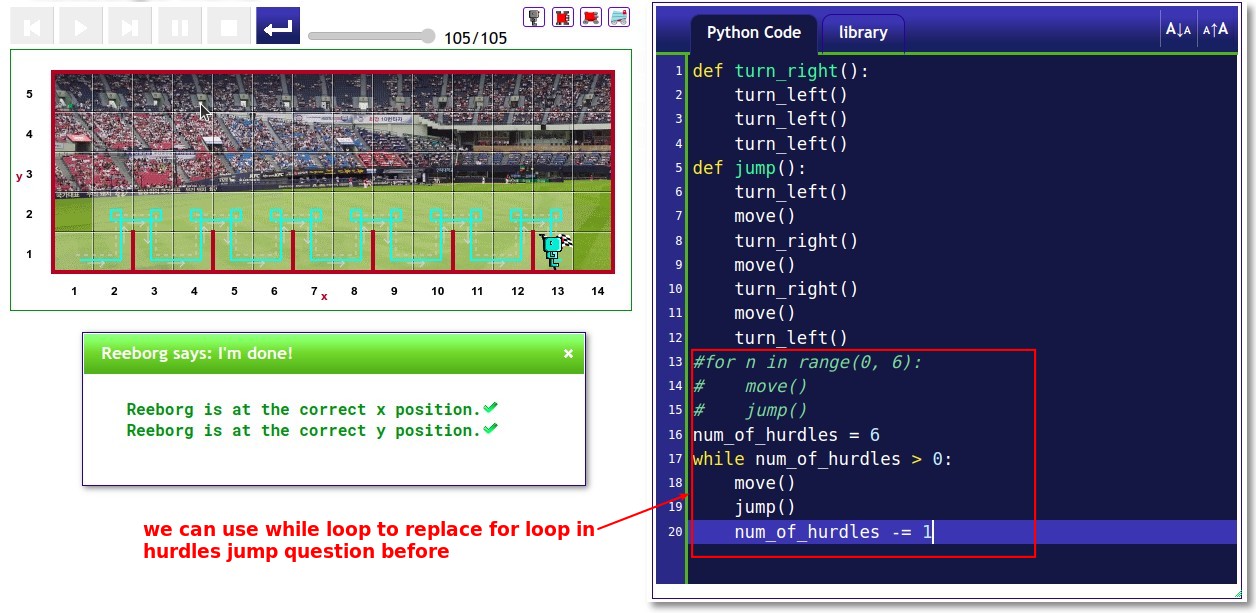 105/105
5
4
y 3
2
1
1 2 3 4 5 6 7 x 8 9 10 11 12 13 14
Reeborg says: I'm done! ×
Reeborg is at the correct x position.
Reeborg is at the correct y position.
we can use while loop to replace for loop in
hurdles jump question before
Python Code library A↓A A↑A
1 def turn_right():
2 turn_left()
3 turn_left()
4 turn_left()
5 def jump():
6 turn_left()
7 move()
8 turn_right()
9 move()
10 turn_right()
11 move()
12 turn_left()
13 #for n in range(0, 6):
14 #    move()
15 #    jump()
16 num_of_hurdles = 6
17 while num_of_hurdles > 0:
18 move()
19 jump()
20 num_of_hurdles -= 1